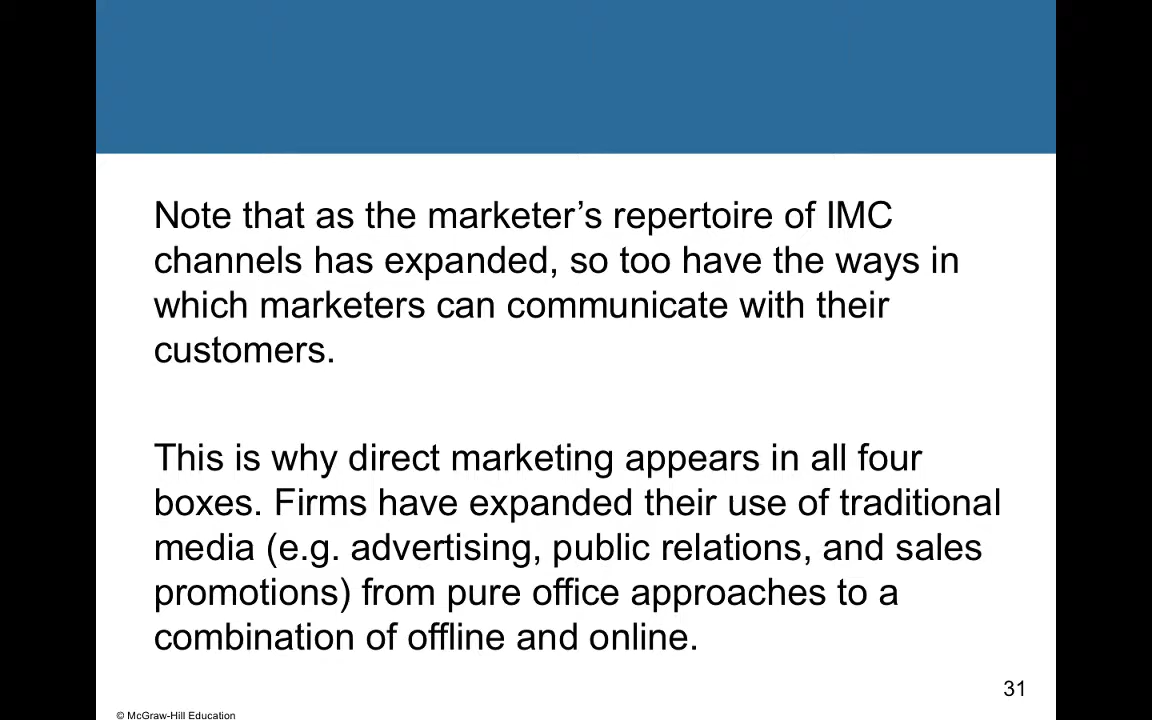 Note that as the marketer’s repertoire of IMC
channels has expanded, so too have the ways in
which marketers can communicate with their
customers.
This is why direct marketing appears in all four
boxes. Firms have expanded their use of traditional
media (e.g. advertising, public relations, and sales
promotions) from pure office approaches to a
combination of offline and online.
31
© McGraw-Hill Education